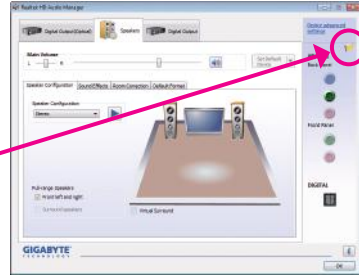 Realtek HD Audio Manager
Digital Output(Optical)
Speakers
Digital Output
Device advanced settings
Main Volume
L
R
Set Default Device
Back Panel
Speaker Configuration
Sound Effects
Room Correction
Default Format
Speaker Configuration
Stereo
Front Panel
Full-range Speakers
Front left and right
Surround speakers
Virtual Surround
DIGITAL
GIGABYTE
TECHNOLOGY
OK